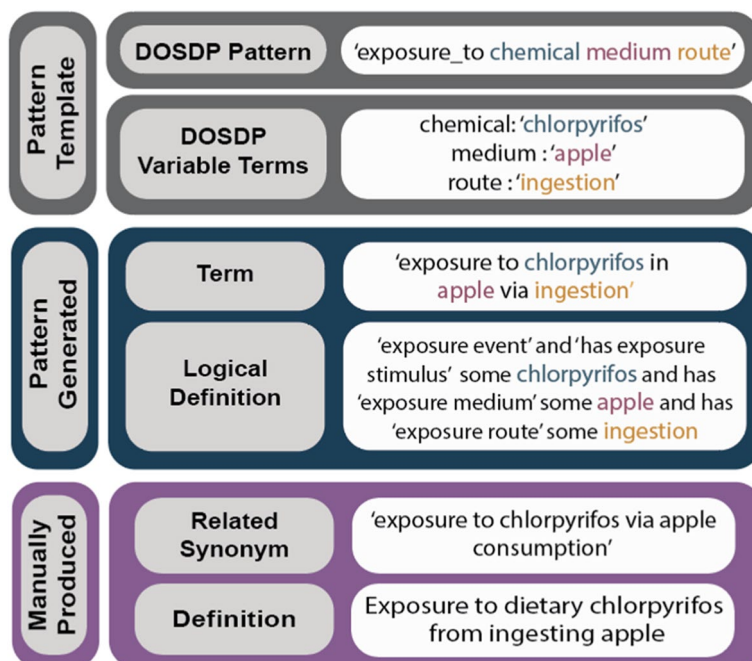 Pattern
Template
DOSDP Pattern
‘exposure_to chemical medium route’
DOSDP
Variable Terms
chemical: ‘chlorpyrifos’
medium : ‘apple’
route : ‘ingestion’
Pattern
Generated
Term
‘exposure to chlorpyrifos in
apple via ingestion’
Logical
Definition
‘exposure event’ and ‘has exposure
stimulus’ some chlorpyrifos and has
‘exposure medium’ some apple and has
‘exposure route’ some ingestion
Manually
Produced
Related
Synonym
‘exposure to chlorpyrifos via apple
consumption’
Definition
Exposure to dietary chlorpyrifos
from ingesting apple